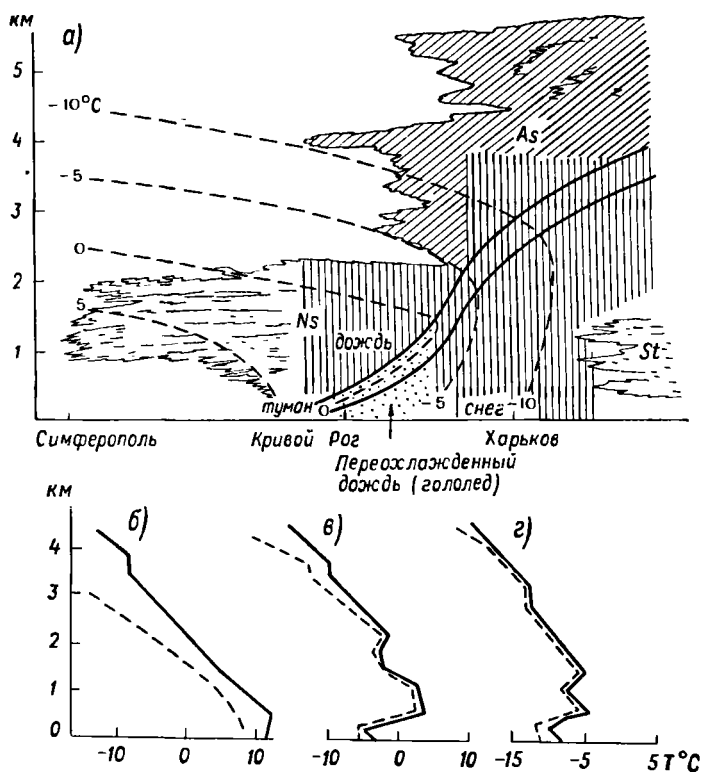 км
а)
5
-10°С
As
4
-5
3
0
2
5
Ns
дождь
1
St
туман
0
-5
снег
-10
Симферополь Кривой Рог Харьков
Переохлажденный
дождь (гололед)
км
б) в) г)
4
3
2
1
0
-10 0 10 -10 0 -15 -5 5 T°C